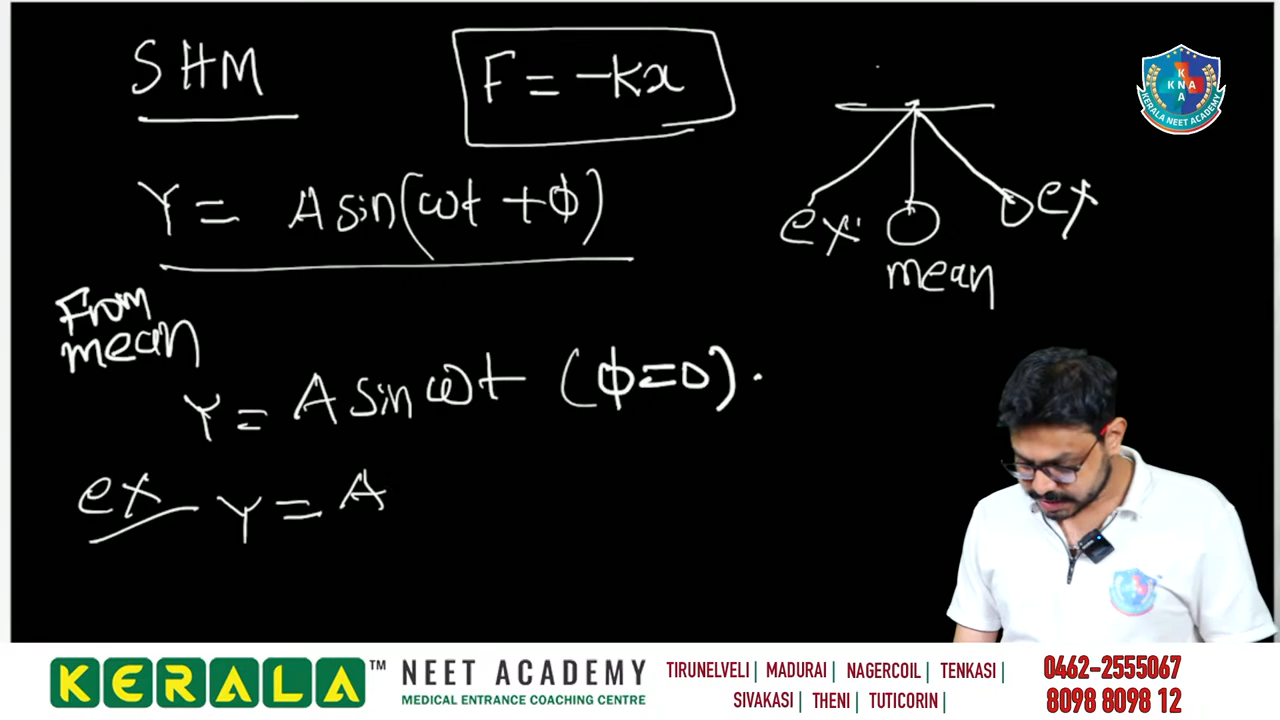 SHM
F = -kx
Y = A sin(ωt + ϕ)
ex
mean
ex
From
mean
Y = A sin ωt (ϕ=0).
ex Y = A
K
KNA
A
KERALA NEET ACADEMY
KERALA™
NEET ACADEMY
MEDICAL ENTRANCE COACHING CENTRE
TIRUNELVELI | MADURAI | NAGERCOIL | TENKASI |
SIVAKASI | THENI | TUTICORIN |
0462-2555067
8098 8098 12